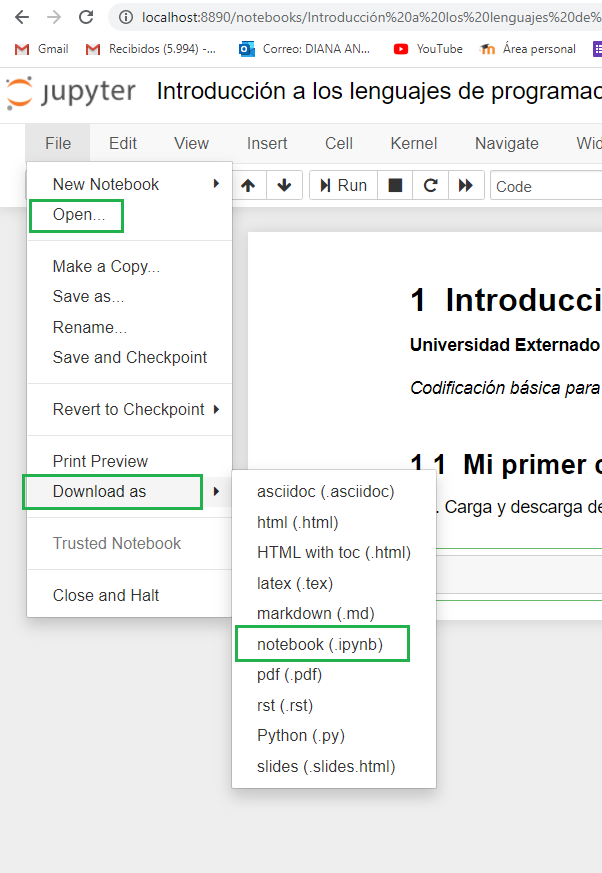 localhost:8890/notebooks/Introducción%20a%20los%20lenguajes%20de%
Gmail Recibidos (5.994) -... Correo: DIANA AN... YouTube Área personal
jupyter Introducción a los lenguajes de programac
File Edit View Insert Cell Kernel Navigate Wid
New Notebook
Run Code
Open...
Make a Copy...
Save as...
Rename...
Save and Checkpoint
Revert to Checkpoint
Print Preview
Download as
Trusted Notebook
Close and Halt
asciidoc (.asciidoc)
html (.html)
HTML with toc (.html)
latex (.tex)
markdown (.md)
notebook (.ipynb)
pdf (.pdf)
rst (.rst)
Python (.py)
slides (.slides.html)
1 Introducci
Universidad Externado
Codificación básica para
1.1 Mi primer c
. Carga y descarga de